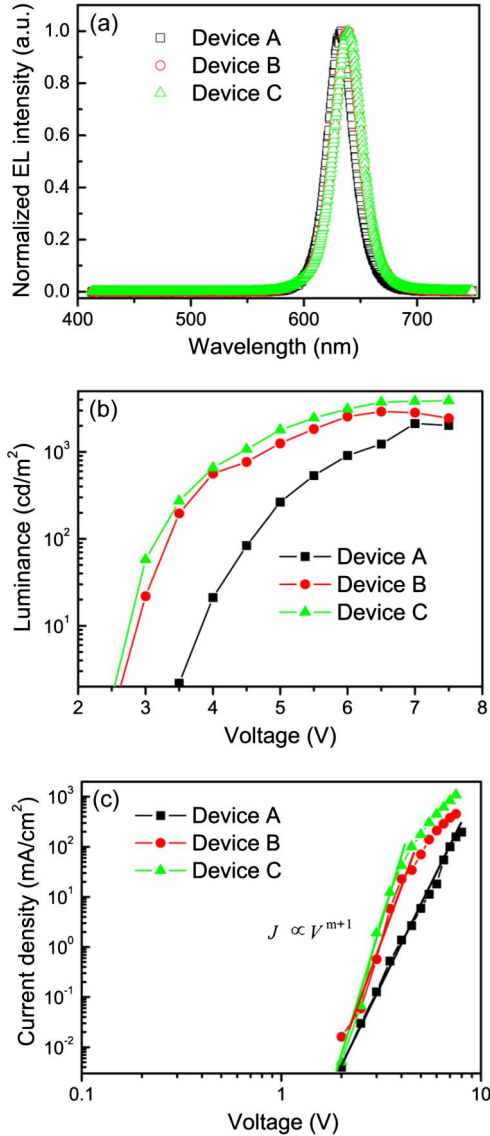 (a)
Device A
Device B
Device C
Normalized EL intensity (a.u.)
1.0
0.8
0.6
0.4
0.2
0.0
400 500 600 700
Wavelength (nm)
(b)
Luminance (cd/m²)
10³
10²
10¹
Device A
Device B
Device C
2 3 4 5 6 7 8
Voltage (V)
(c)
Device A
Device B
Device C
Current density (mA/cm²)
10³
10²
10¹
10⁰
10⁻¹
10⁻²
J ∝ V^{m+1}
0.1 1 10
Voltage (V)